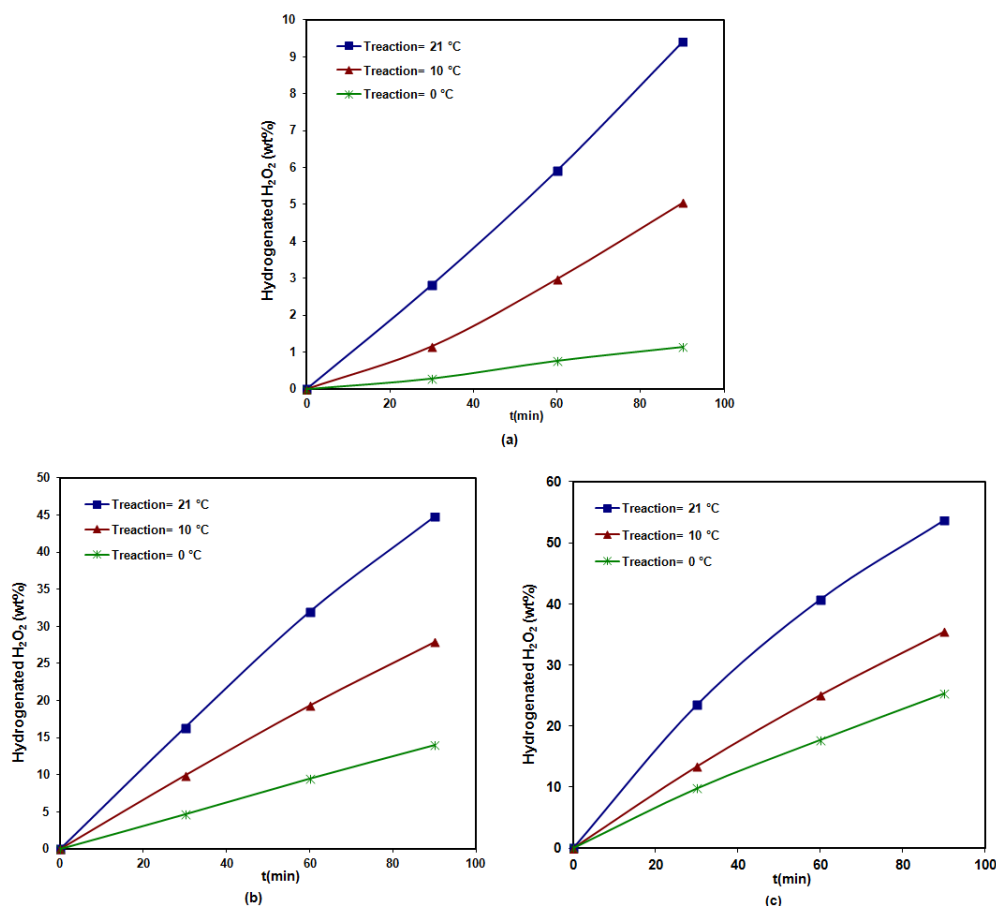 10
9
8
7
6
5
4
3
2
1
0
Hydrogenated H₂O₂ (wt%)
Treaction= 21 °C
Treaction= 10 °C
Treaction= 0 °C
0 20 40 60 80 100
t(min)
(a)
50
45
40
35
30
25
20
15
10
5
0
Hydrogenated H₂O₂ (wt%)
Treaction= 21 °C
Treaction= 10 °C
Treaction= 0 °C
0 20 40 60 80 100
t(min)
(b)
60
50
40
30
20
10
0
Hydrogenated H₂O₂ (wt%)
Treaction= 21 °C
Treaction= 10 °C
Treaction= 0 °C
0 20 40 60 80 100
t(min)
(c)